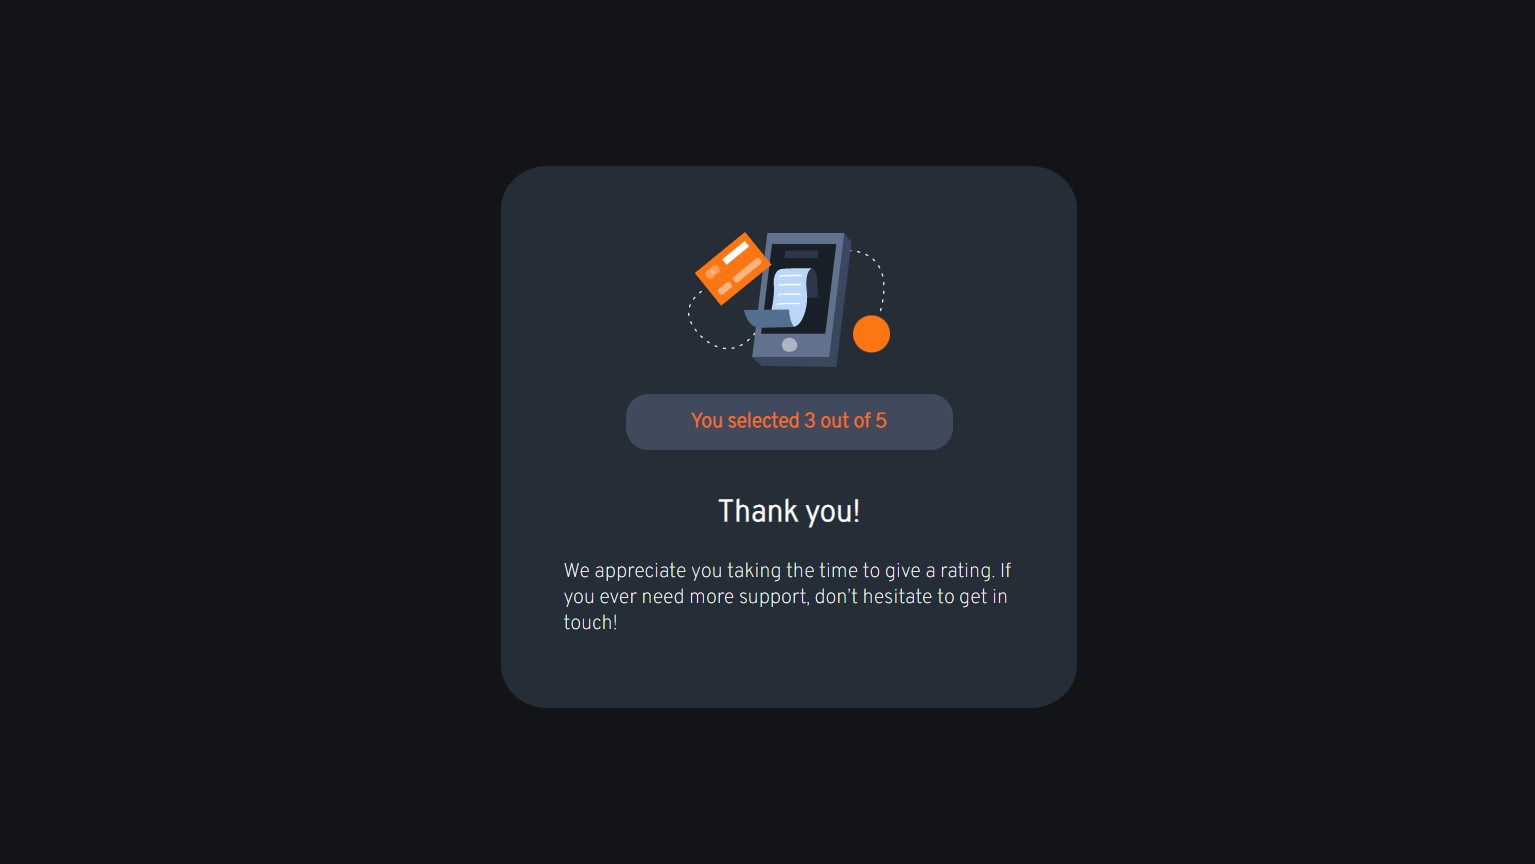 You selected 3 out of 5
Thank you!
We appreciate you taking the time to give a rating. If
you ever need more support, don’t hesitate to get in
touch!